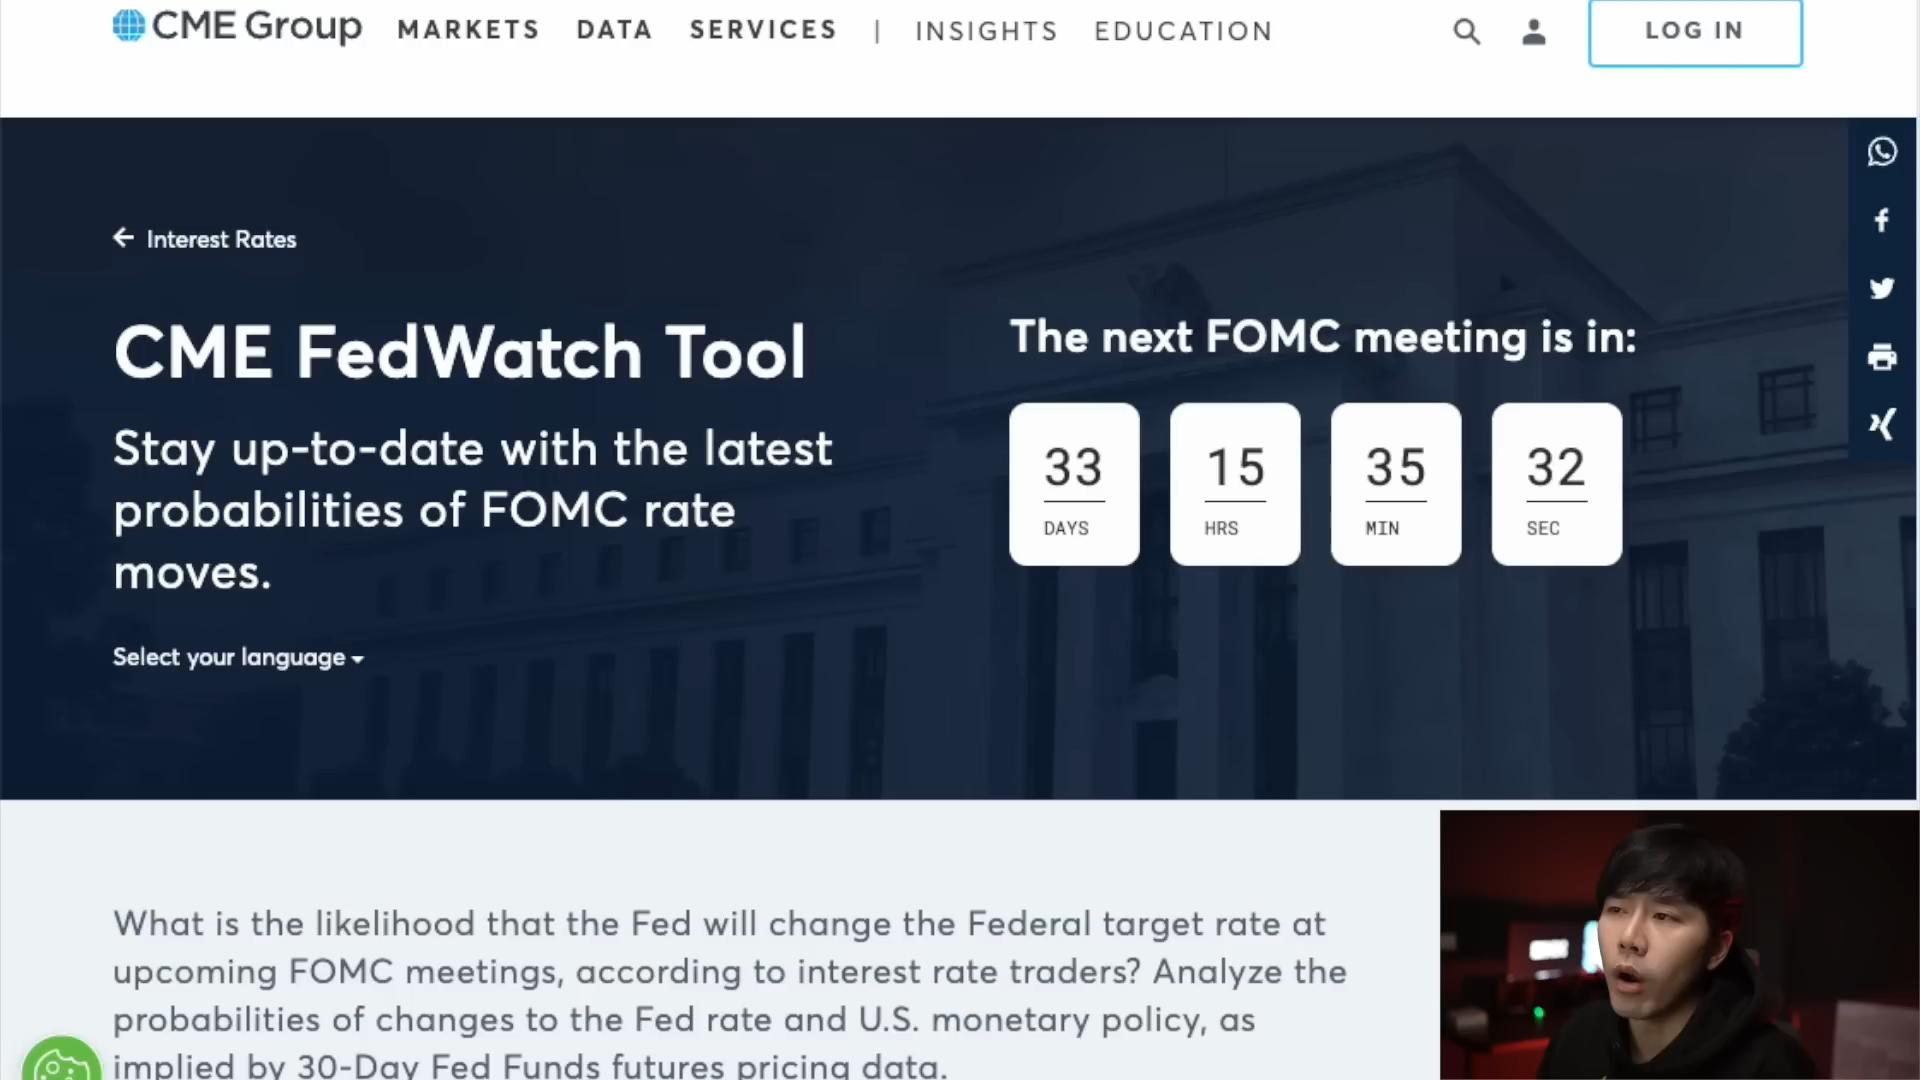 CME Group MARKETS DATA SERVICES | INSIGHTS EDUCATION LOG IN
Interest Rates
CME FedWatch Tool
Stay up-to-date with the latest
probabilities of FOMC rate
moves.
Select your language
The next FOMC meeting is in:
33 15 35 32
DAYS HRS MIN SEC
What is the likelihood that the Fed will change the Federal target rate at
upcoming FOMC meetings, according to interest rate traders? Analyze the
probabilities of changes to the Fed rate and U.S. monetary policy, as
implied by 30-Day Fed Funds futures pricing data.